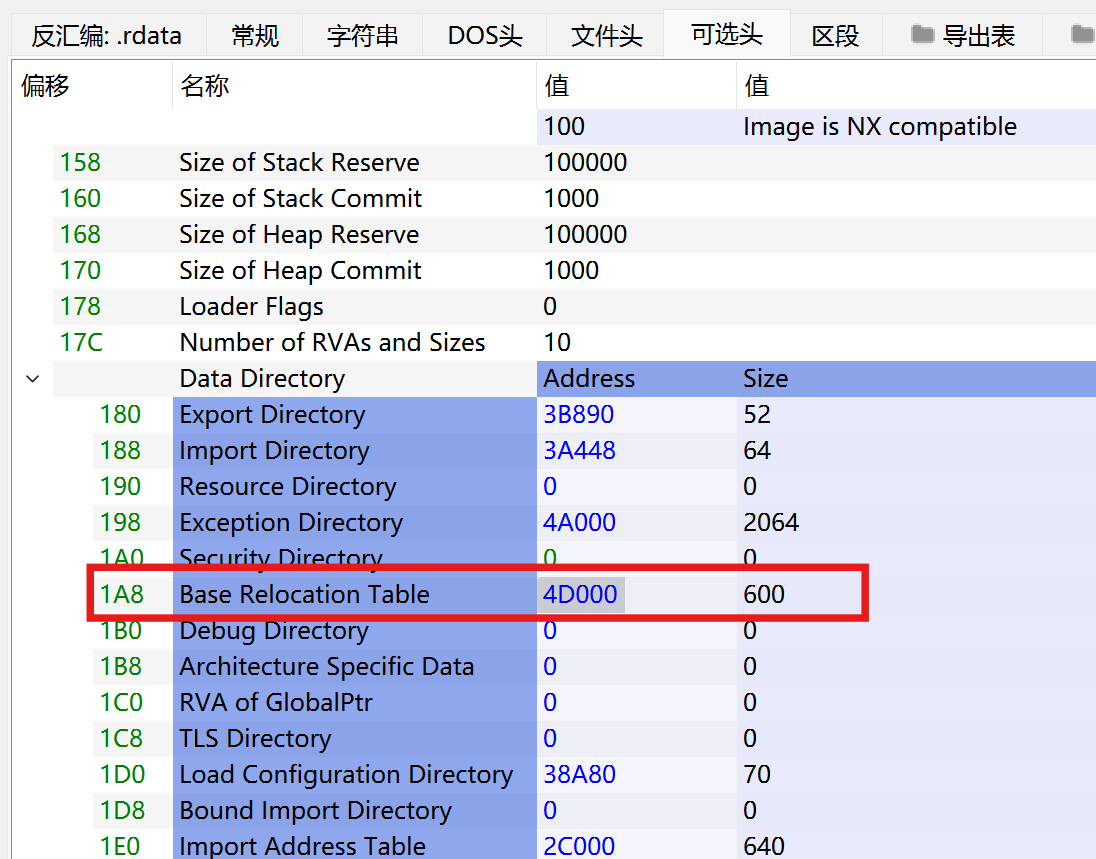 反汇编: .rdata 常规 字符串 DOS头 文件头 可选头 区段 导出表
偏移 名称 值 值
100 Image is NX compatible
158 Size of Stack Reserve 100000
160 Size of Stack Commit 1000
168 Size of Heap Reserve 100000
170 Size of Heap Commit 1000
178 Loader Flags 0
17C Number of RVAs and Sizes 10
Data Directory Address Size
180 Export Directory 3B890 52
188 Import Directory 3A448 64
190 Resource Directory 0 0
198 Exception Directory 4A000 2064
1A0 Security Directory 0 0
1A8 Base Relocation Table 4D000 600
1B0 Debug Directory 0 0
1B8 Architecture Specific Data 0 0
1C0 RVA of GlobalPtr 0 0
1C8 TLS Directory 0 0
1D0 Load Configuration Directory 38A80 70
1D8 Bound Import Directory 0 0
1E0 Import Address Table 2C000 640